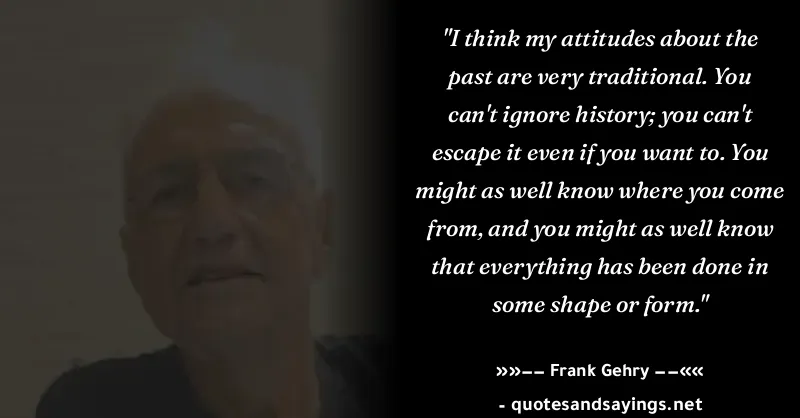 "I think my attitudes about the
past are very traditional. You
can't ignore history; you can't
escape it even if you want to. You
might as well know where you come
from, and you might as well know
that everything has been done in
some shape or form."
»»–– Frank Gehry ––««
- quotesandsayings.net